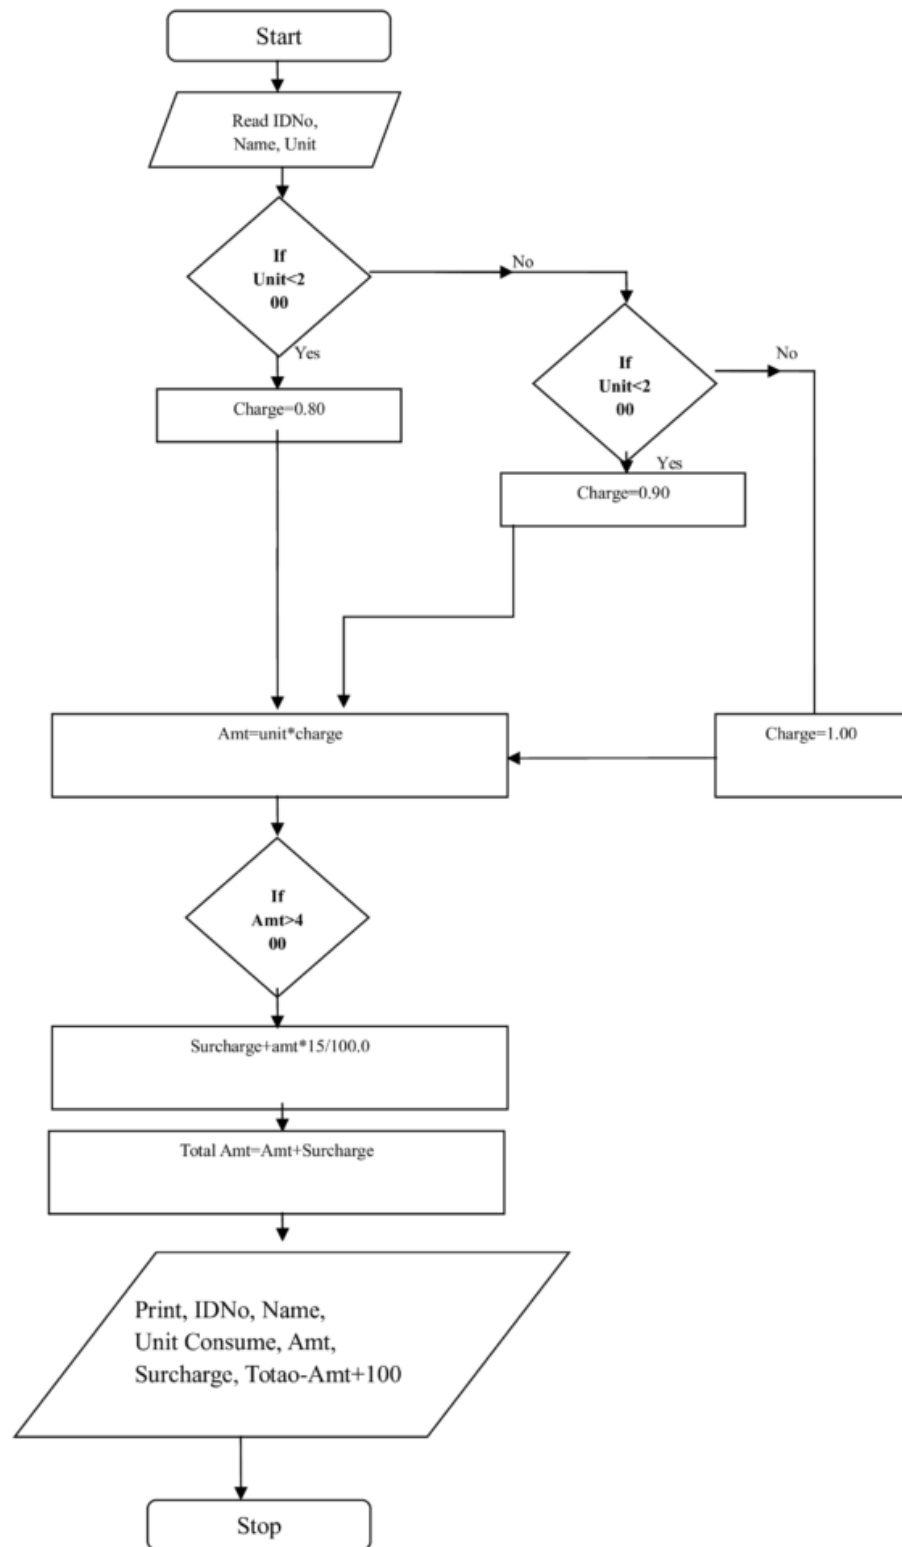 Start
Read IDNo,
Name, Unit
If
Unit<2
00
No
Yes
If
Unit<2
00
No
Charge=0.80
Yes
Charge=0.90
Amt=unit*charge
Charge=1.00
If
Amt>4
00
Surcharge+amt*15/100.0
Total Amt=Amt+Surcharge
Print, IDNo, Name,
Unit Consume, Amt,
Surcharge, Totao-Amt+100
Stop